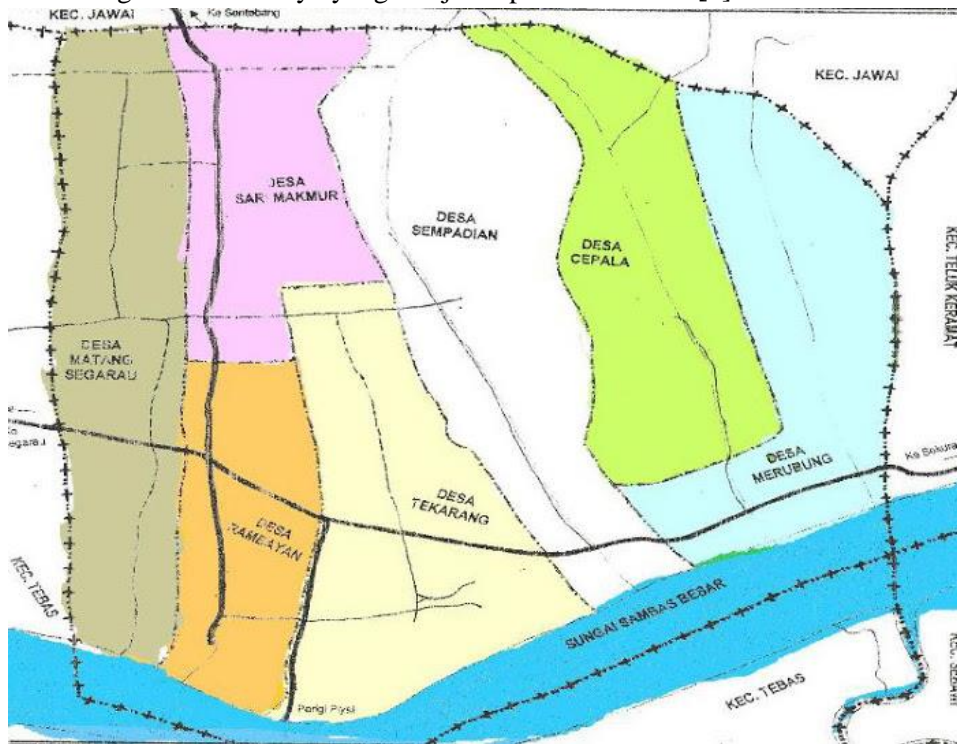 KEC. JAWAI
Ke Sentebang
KEC. JAWAI
DESA
SARI MAKMUR
DESA
SEMPADIAN
DESA
CEPALA
KEC. TELUK KERAMAT
DESA
MATANG
SEGARAU
Ke
DESA
MERUBUNG
Ke Sekura
DESA
TEKARANG
DESA
RAMBAYAN
KEC. TEBAS
SUNGAI SAMBAS BESAR
KEC. TEBAS